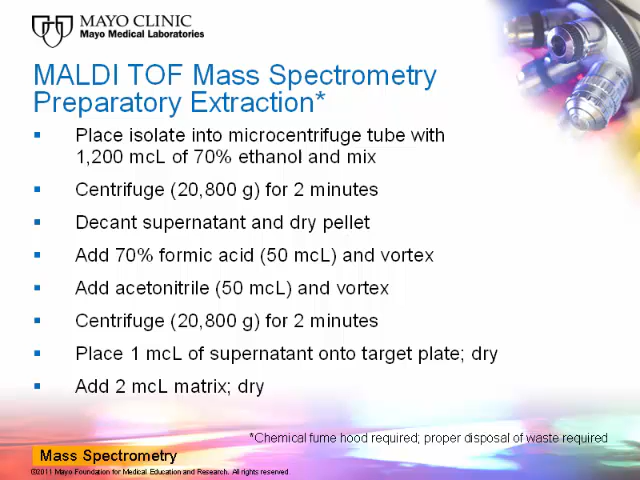 MAYO CLINIC
Mayo Medical Laboratories
MALDI TOF Mass Spectrometry
Preparatory Extraction*
▪ Place isolate into microcentrifuge tube with
1,200 mcL of 70% ethanol and mix
▪ Centrifuge (20,800 g) for 2 minutes
▪ Decant supernatant and dry pellet
▪ Add 70% formic acid (50 mcL) and vortex
▪ Add acetonitrile (50 mcL) and vortex
▪ Centrifuge (20,800 g) for 2 minutes
▪ Place 1 mcL of supernatant onto target plate; dry
▪ Add 2 mcL matrix; dry
*Chemical fume hood required; proper disposal of waste required
Mass Spectrometry
©2011 Mayo Foundation for Medical Education and Research. All rights reserved.